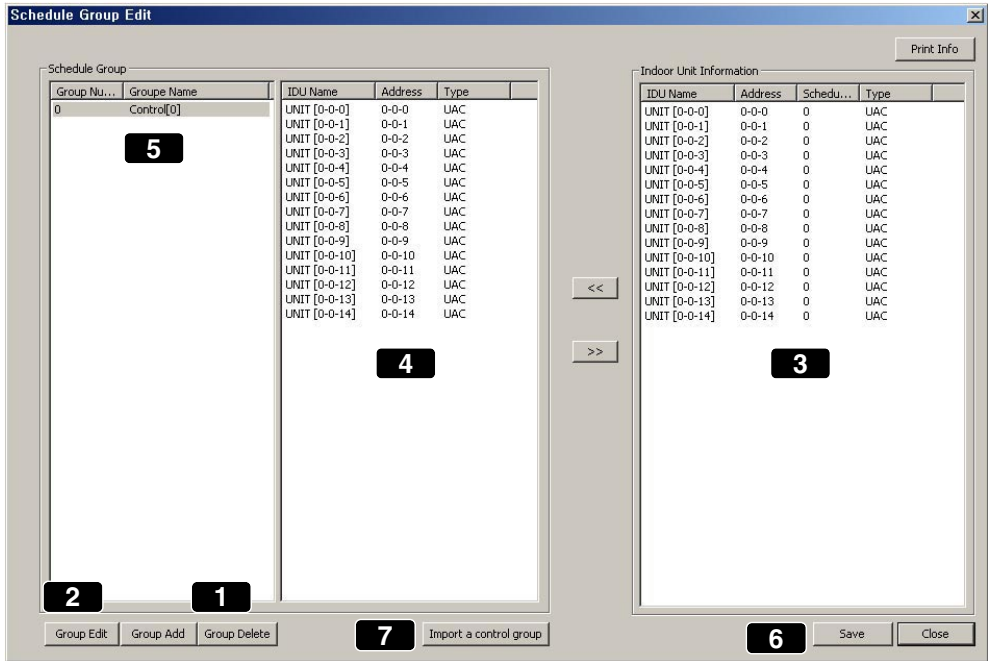 Schedule Group Edit
Print Info
Schedule Group
Group Nu... Groupe Name
0 Control[0]
5
IDU Name Address Type
UNIT [0-0-0] 0-0-0 UAC
UNIT [0-0-1] 0-0-1 UAC
UNIT [0-0-2] 0-0-2 UAC
UNIT [0-0-3] 0-0-3 UAC
UNIT [0-0-4] 0-0-4 UAC
UNIT [0-0-5] 0-0-5 UAC
UNIT [0-0-6] 0-0-6 UAC
UNIT [0-0-7] 0-0-7 UAC
UNIT [0-0-8] 0-0-8 UAC
UNIT [0-0-9] 0-0-9 UAC
UNIT [0-0-10] 0-0-10 UAC
UNIT [0-0-11] 0-0-11 UAC
UNIT [0-0-12] 0-0-12 UAC
UNIT [0-0-13] 0-0-13 UAC
UNIT [0-0-14] 0-0-14 UAC
4
<<
>>
Indoor Unit Information
IDU Name Address Schedu... Type
UNIT [0-0-0] 0-0-0 0 UAC
UNIT [0-0-1] 0-0-1 0 UAC
UNIT [0-0-2] 0-0-2 0 UAC
UNIT [0-0-3] 0-0-3 0 UAC
UNIT [0-0-4] 0-0-4 0 UAC
UNIT [0-0-5] 0-0-5 0 UAC
UNIT [0-0-6] 0-0-6 0 UAC
UNIT [0-0-7] 0-0-7 0 UAC
UNIT [0-0-8] 0-0-8 0 UAC
UNIT [0-0-9] 0-0-9 0 UAC
UNIT [0-0-10] 0-0-10 0 UAC
UNIT [0-0-11] 0-0-11 0 UAC
UNIT [0-0-12] 0-0-12 0 UAC
UNIT [0-0-13] 0-0-13 0 UAC
UNIT [0-0-14] 0-0-14 0 UAC
3
2 1
Group Edit Group Add Group Delete 7 Import a control group 6 Save Close